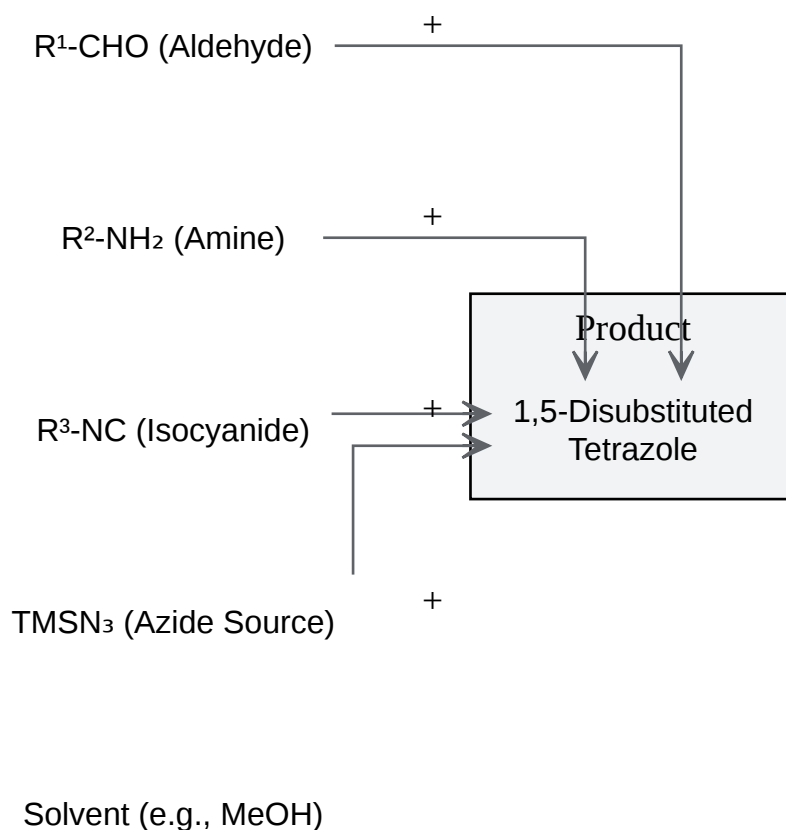 +
R¹-CHO (Aldehyde)
+
R²-NH₂ (Amine)
Product
+
R³-NC (Isocyanide)
1,5-Disubstituted
Tetrazole
+
TMSN₃ (Azide Source)
Solvent (e.g., MeOH)